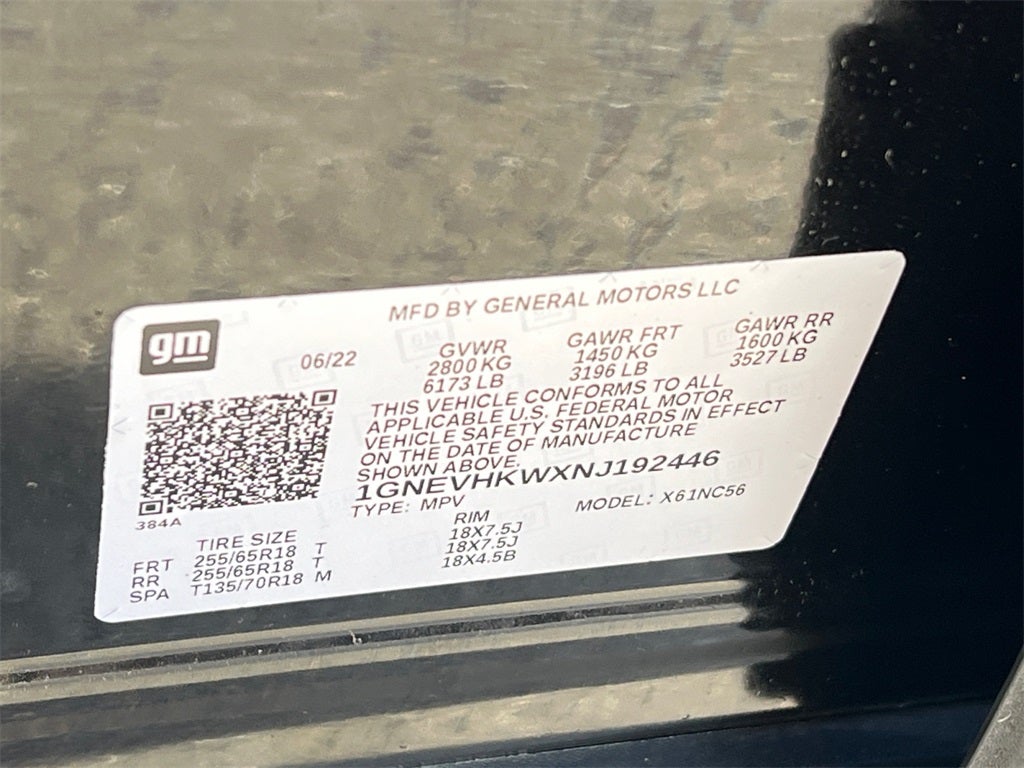 MFD BY GENERAL MOTORS LLC
gm
06/22
GVWR GAWR FRT GAWR RR
2800 KG 1450 KG 1600 KG
6173 LB 3196 LB 3527 LB
THIS VEHICLE CONFORMS TO ALL
APPLICABLE U.S. FEDERAL MOTOR
VEHICLE SAFETY STANDARDS IN EFFECT
ON THE DATE OF MANUFACTURE
SHOWN ABOVE.
1GNEVHKWXNJ192446
TYPE: MPV MODEL: X61NC56
384A
TIRE SIZE RIM
FRT 255/65R18 T 18X7.5J
RR 255/65R18 T 18X7.5J
SPA T135/70R18 M 18X4.5B